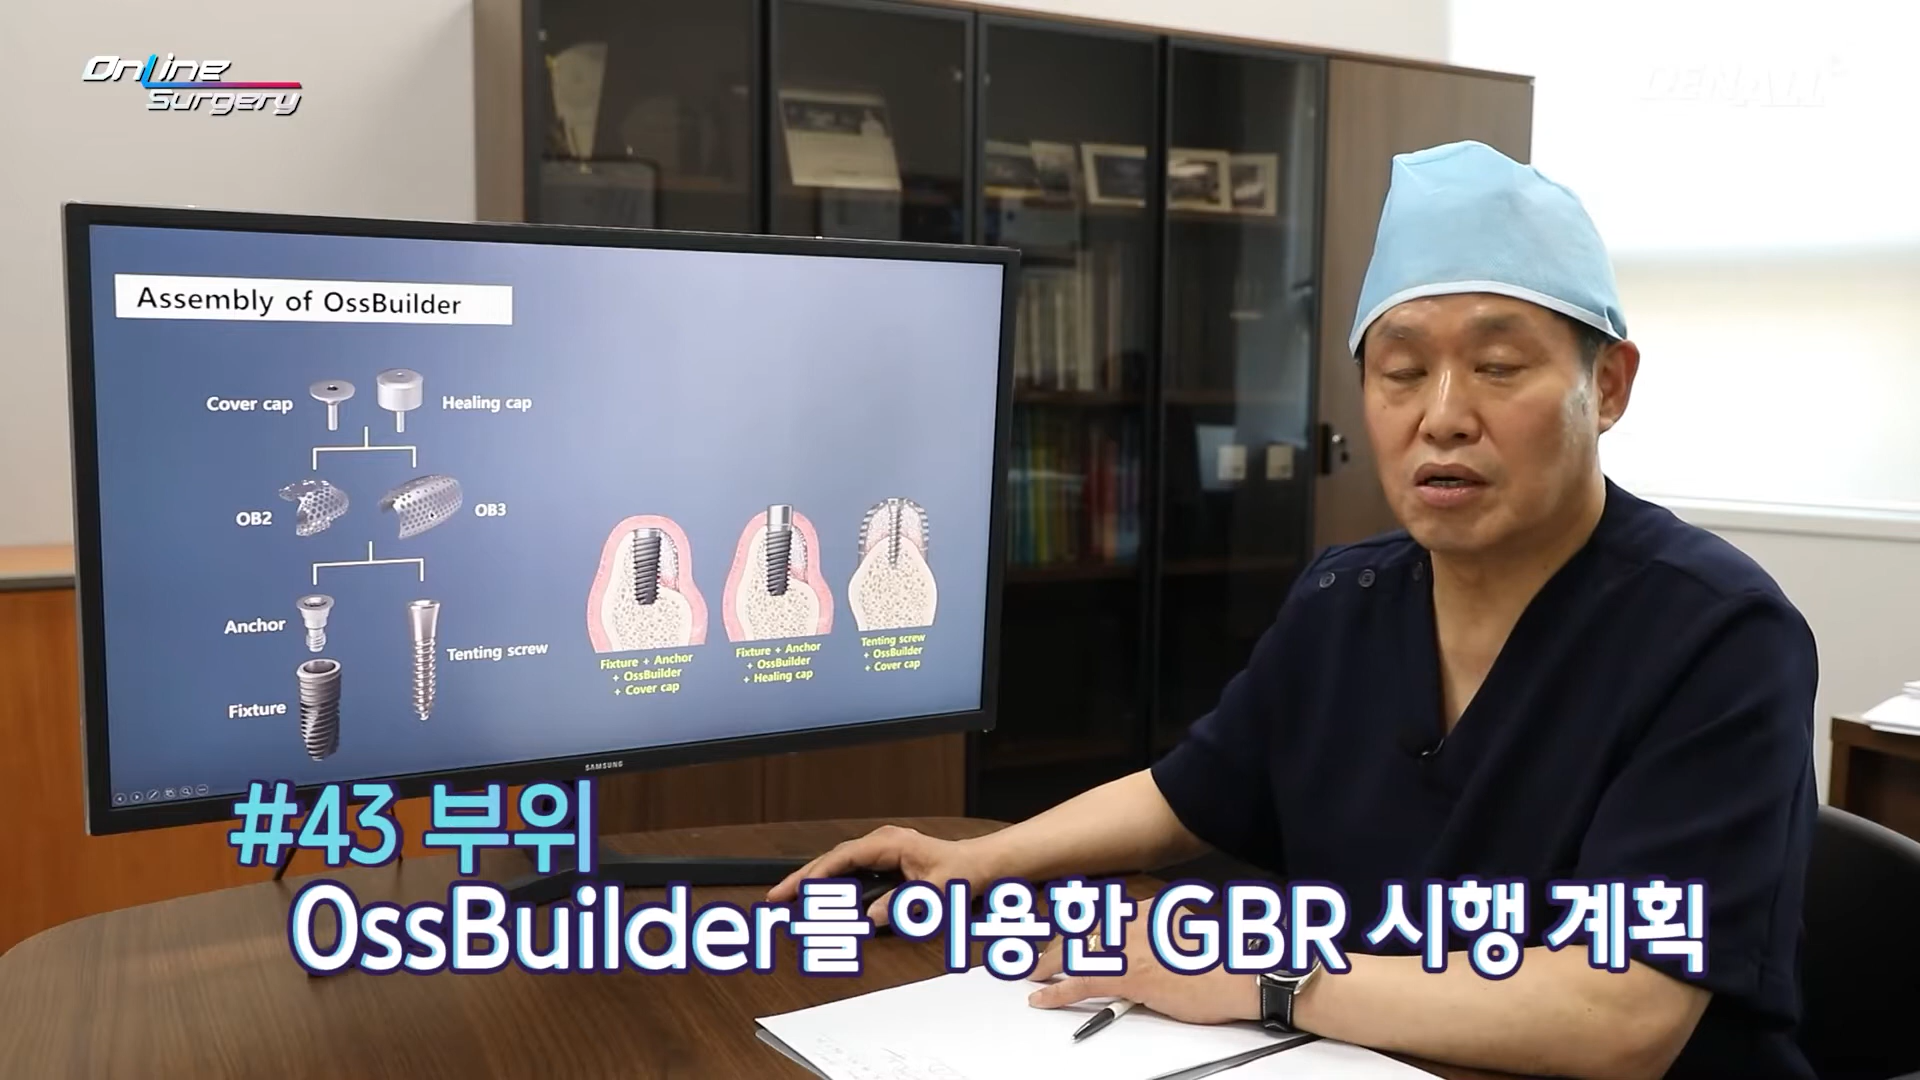 OnLine
Surgery
DENALL
Assembly of OssBuilder
Cover cap
Healing cap
OB2
OB3
Anchor
Tenting screw
Fixture
Fixture + Anchor
+ OssBuilder
+ Cover cap
Fixture + Anchor
+ OssBuilder
+ Healing cap
Tenting screw
+ OssBuilder
+ Cover cap
SAMSUNG
#43 부위
OssBuilder를 이용한 GBR 시행 계획